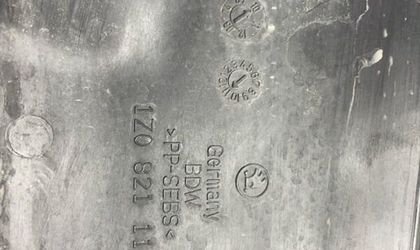 Germany
BDW
>PP-SEBS<
1Z0 821 11